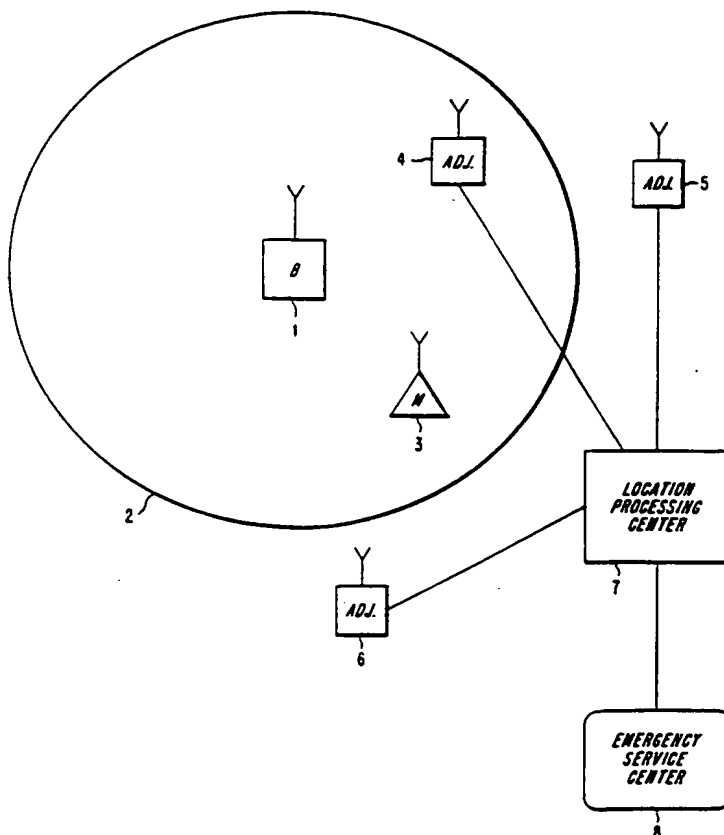 ADJ.
4
ADJ.
5
B
1
M
3
2
LOCATION
PROCESSING
CENTER
7
ADJ.
6
EMERGENCY
SERVICE
CENTER
8